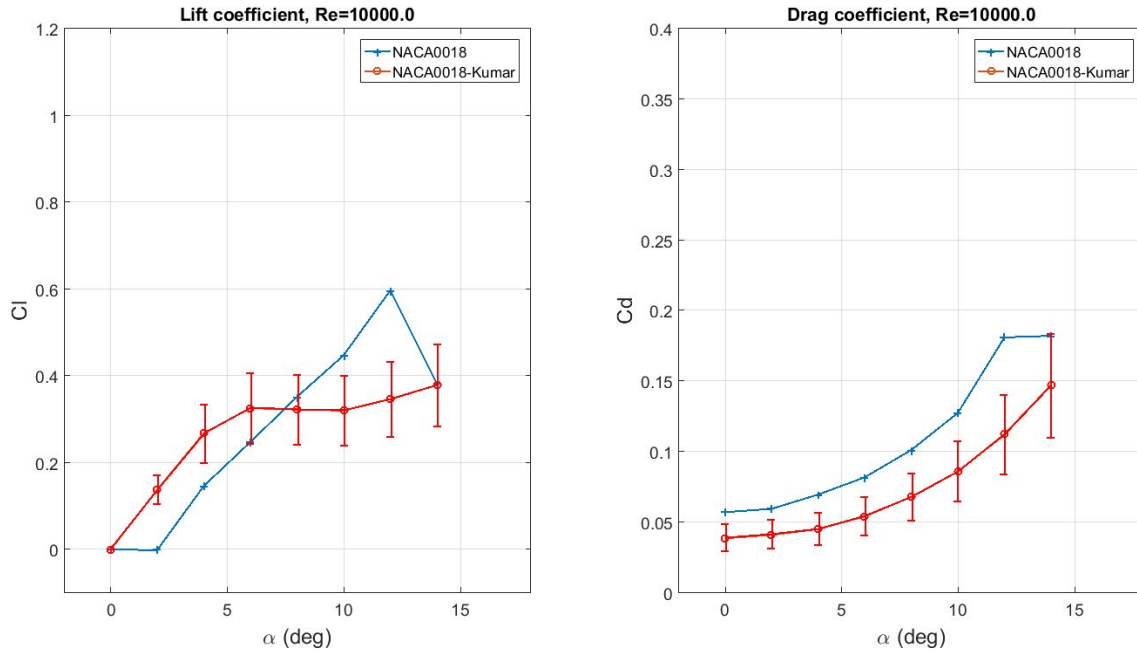 Lift coefficient, Re=10000.0
1.2
1
0.8
0.6
0.4
0.2
0
Cl
NACA0018
NACA0018-Kumar
0 5 10 15
α (deg)
Drag coefficient, Re=10000.0
0.4
0.35
0.3
0.25
0.2
0.15
0.1
0.05
0
Cd
NACA0018
NACA0018-Kumar
0 5 10 15
α (deg)